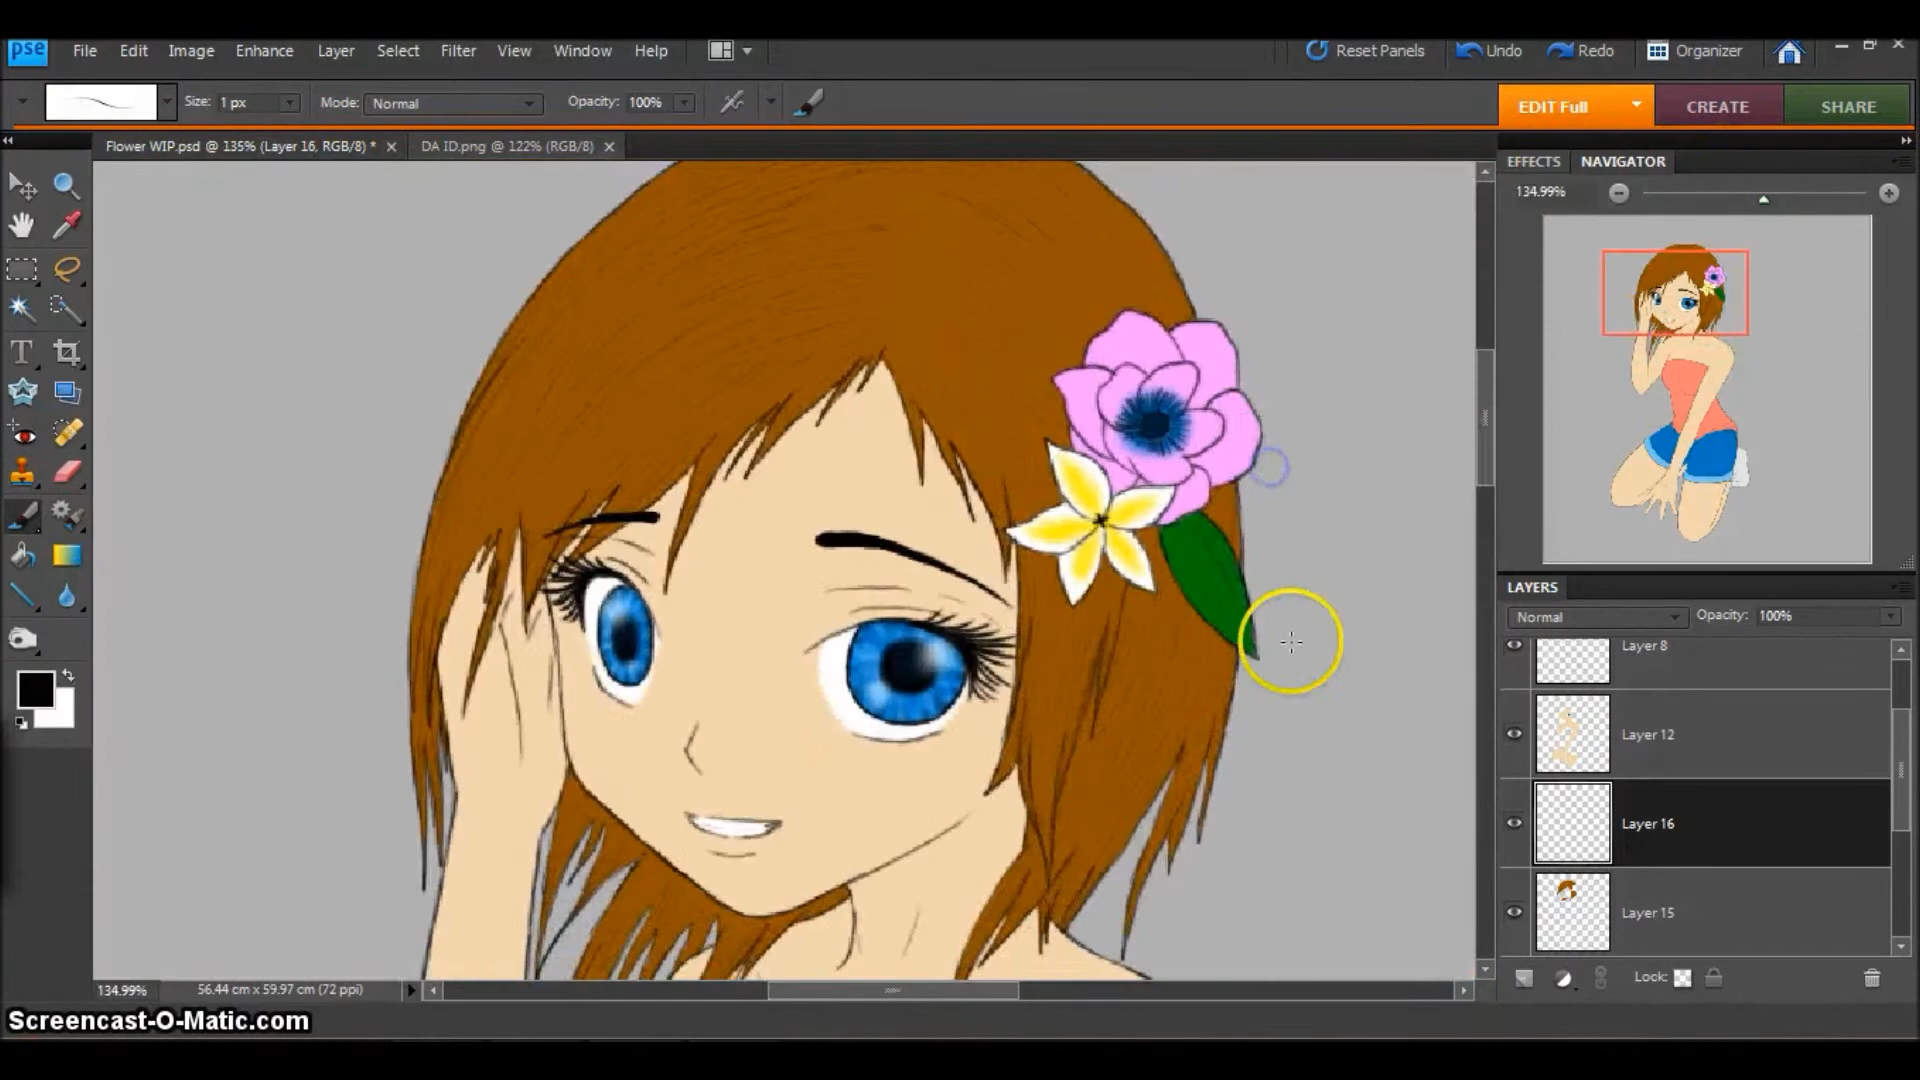 pse File Edit Image Enhance Layer Select Filter View Window Help Reset Panels Undo Redo Organizer
Size: 1 px Mode: Normal Opacity: 100% EDIT Full CREATE SHARE
Flower WIP.psd @ 135% (Layer 16, RGB/8) * DA ID.png @ 122% (RGB/8)
EFFECTS NAVIGATOR
134.99%
T
LAYERS
Normal Opacity: 100%
Layer 8
Layer 12
Layer 16
Layer 15
Lock:
134.99% 56.44 cm x 59.97 cm (72 ppi)
Screencast-O-Matic.com